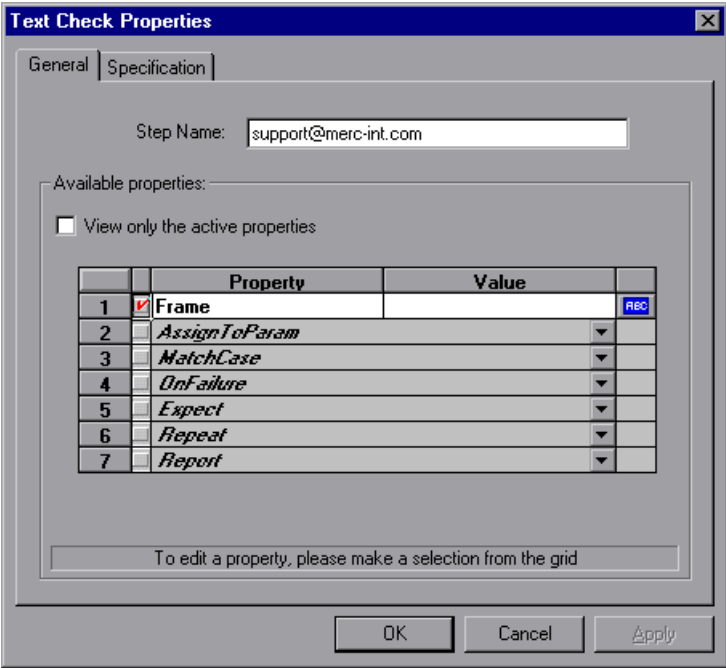 Text Check Properties
General Specification
Step Name: support@merc-int.com
Available properties:
View only the active properties
Property Value
1 Frame ABC
2 AssignToParam
3 MatchCase
4 OnFailure
5 Expect
6 Repeat
7 Report
To edit a property, please make a selection from the grid
OK Cancel Apply